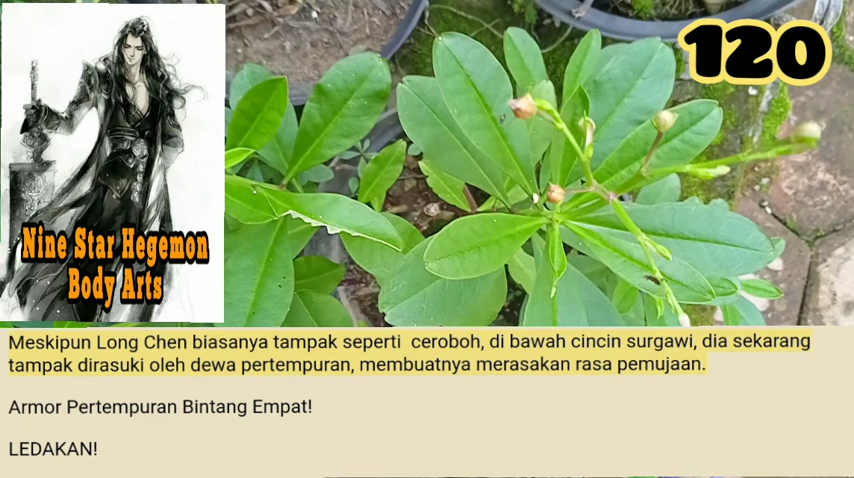 120
Nine Star Hegemon
Body Arts
Meskipun Long Chen biasanya tampak seperti ceroboh, di bawah cincin surgawi, dia sekarang
tampak dirasuki oleh dewa pertempuran, membuatnya merasakan rasa pemujaan.
Armor Pertempuran Bintang Empat!
LEDAKAN!